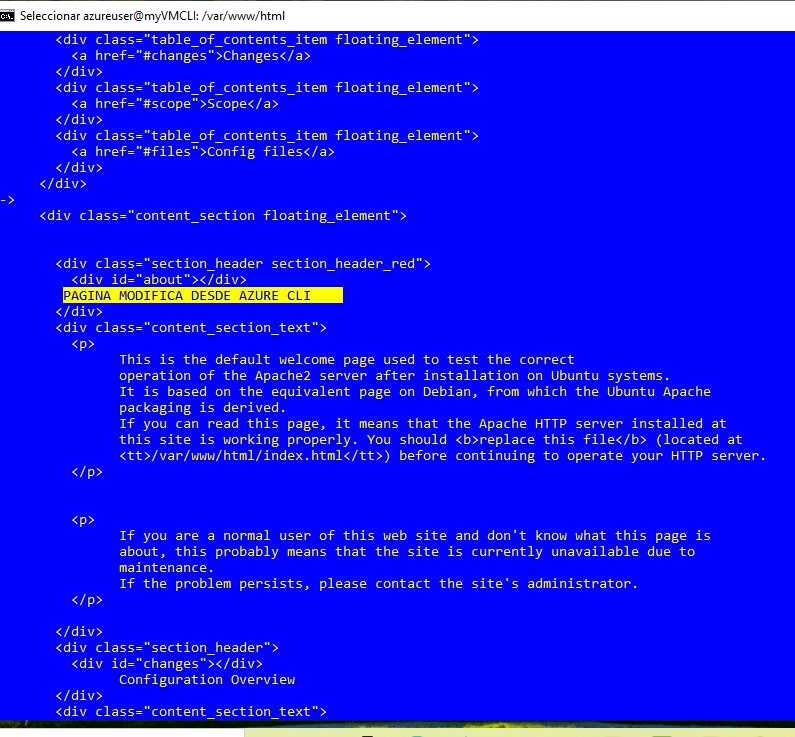 Seleccionar azureuser@myVMCLI: /var/www/html
<div class="table_of_contents_item floating_element">
<a href="#changes">Changes</a>
</div>
<div class="table_of_contents_item floating_element">
<a href="#scope">Scope</a>
</div>
<div class="table_of_contents_item floating_element">
<a href="#files">Config files</a>
</div>
</div>
->
<div class="content_section floating_element">
<div class="section_header section_header_red">
<div id="about"></div>
PAGINA MODIFICA DESDE AZURE CLI
</div>
<div class="content_section_text">
<p>
This is the default welcome page used to test the correct
operation of the Apache2 server after installation on Ubuntu systems.
It is based on the equivalent page on Debian, from which the Ubuntu Apache
packaging is derived.
If you can read this page, it means that the Apache HTTP server installed at
this site is working properly. You should <b>replace this file</b> (located at
<tt>/var/www/html/index.html</tt>) before continuing to operate your HTTP server.
</p>
<p>
If you are a normal user of this web site and don't know what this page is
about, this probably means that the site is currently unavailable due to
maintenance.
If the problem persists, please contact the site's administrator.
</p>
</div>
<div class="section_header">
<div id="changes"></div>
Configuration Overview
</div>
<div class="content_section_text">